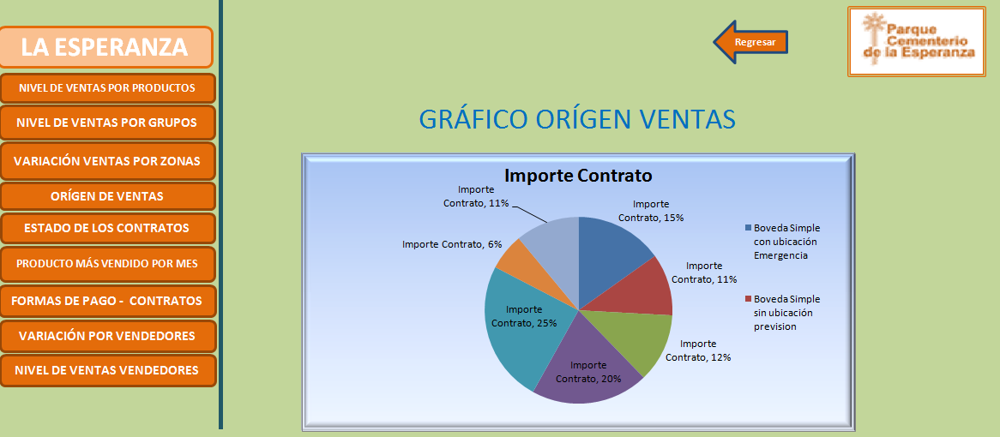 LA ESPERANZA
NIVEL DE VENTAS POR PRODUCTOS
NIVEL DE VENTAS POR GRUPOS
VARIACIÓN VENTAS POR ZONAS
ORÍGEN DE VENTAS
ESTADO DE LOS CONTRATOS
PRODUCTO MÁS VENDIDO POR MES
FORMAS DE PAGO - CONTRATOS
VARIACIÓN POR VENDEDORES
NIVEL DE VENTAS VENDEDORES
Regresar
Parque
Cementerio
de la Esperanza
GRÁFICO ORÍGEN VENTAS
Importe Contrato
Importe
Contrato, 11%
Importe
Contrato, 15%
Importe Contrato, 6%
Importe
Contrato, 11%
Importe
Contrato, 25%
Importe
Contrato, 12%
Importe
Contrato, 20%
Boveda Simple
con ubicación
Emergencia
Boveda Simple
sin ubicación
prevision